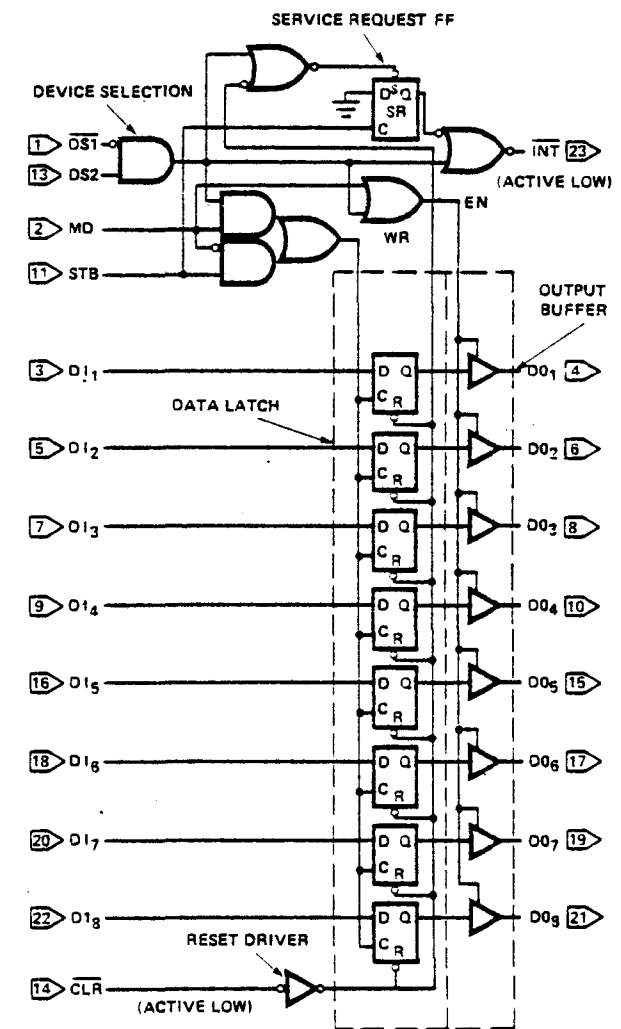 SERVICE REQUEST FF
DEVICE SELECTION
D S Q
SR
C
1 DS1
13 DS2
INT 23
(ACTIVE LOW)
2 MD
EN
WR
11 STB
OUTPUT
BUFFER
3 DI1 D Q DO1 4
C R
DATA LATCH
5 DI2 D Q DO2 6
C R
7 DI3 D Q DO3 8
C R
9 DI4 D Q DO4 10
C R
16 DI5 D Q DO5 15
C R
18 DI6 D Q DO6 17
C R
20 DI7 D Q DO7 19
C R
22 DI8 D Q DO8 21
C R
RESET DRIVER
14 CLR
(ACTIVE LOW)